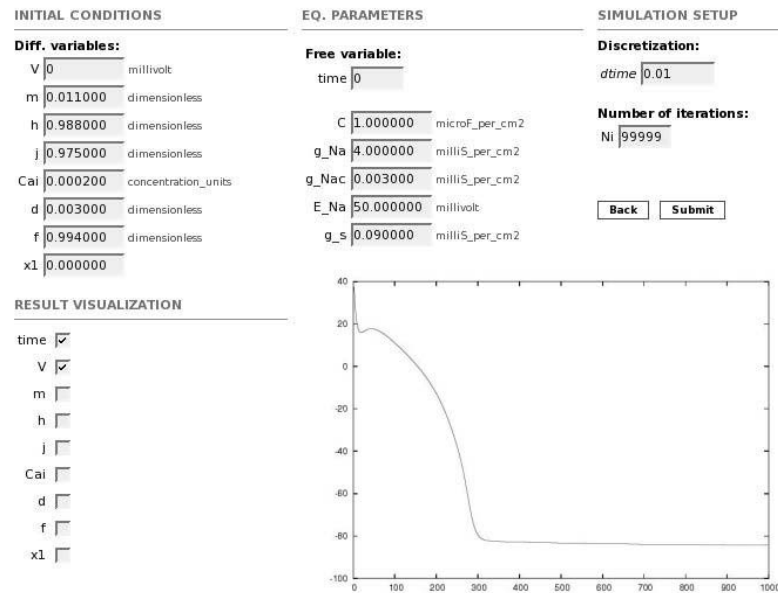 INITIAL CONDITIONS
Diff. variables:
V 0 millivolt
m 0.011000 dimensionless
h 0.988000 dimensionless
j 0.975000 dimensionless
Cai 0.000200 concentration_units
d 0.003000 dimensionless
f 0.994000 dimensionless
x1 0.000000
RESULT VISUALIZATION
time
V
m
h
j
Cai
d
f
x1
EQ. PARAMETERS
Free variable:
time 0
C 1.000000 microF_per_cm2
g_Na 4.000000 milliS_per_cm2
g_Nac 0.003000 milliS_per_cm2
E_Na 50.000000 millivolt
g_s 0.090000 milliS_per_cm2
SIMULATION SETUP
Discretization:
dtime 0.01
Number of iterations:
Ni 99999
Back Submit
40
20
0
-20
-40
-60
-80
-100
0 100 200 300 400 500 600 700 800 900 1000